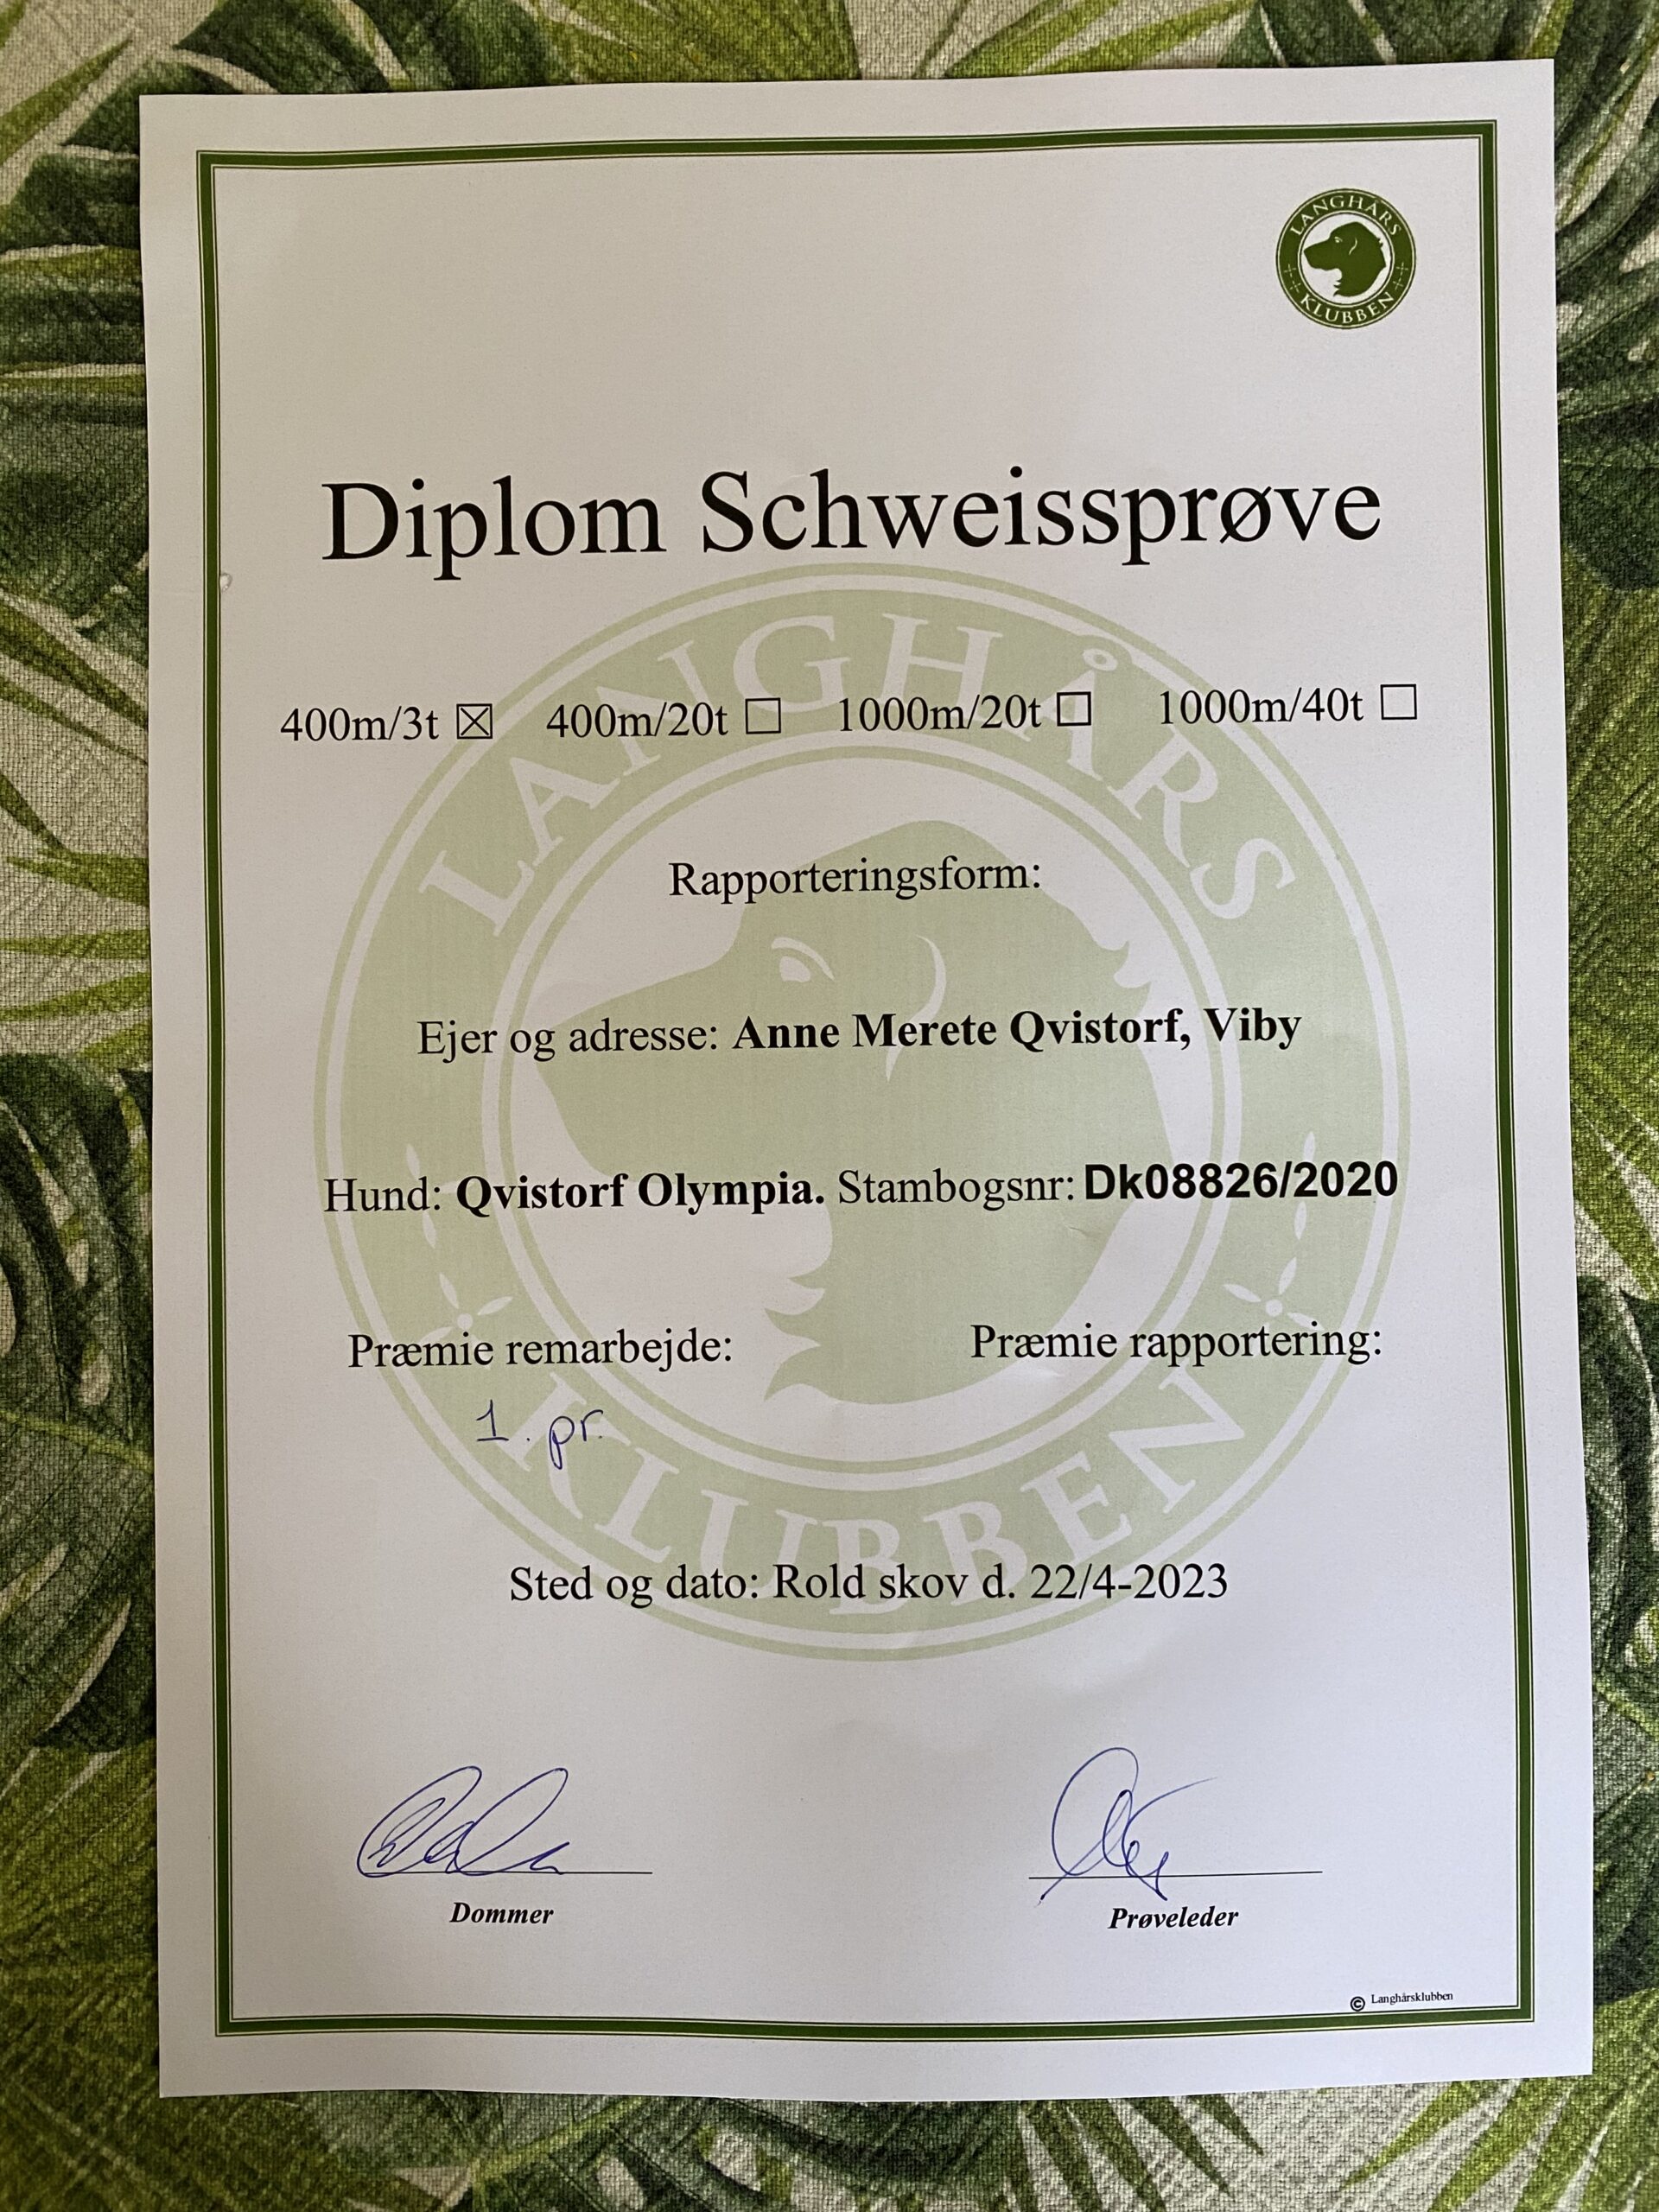 LANGHÅRS
KLUBBEN
Diplom Schweissprøve
LANGHÅRS
400m/3t ☒ 400m/20t ☐ 1000m/20t ☐ 1000m/40t ☐
Rapporteringsform:
Ejer og adresse: Anne Merete Qvistorf, Viby
Hund: Qvistorf Olympia. Stambogsnr: Dk08826/2020
Præmie remarbejde: Præmie rapportering:
1. pr.
KLUBBEN
Sted og dato: Rold skov d. 22/4-2023
Dommer Prøveleder
© Langhårsklubben